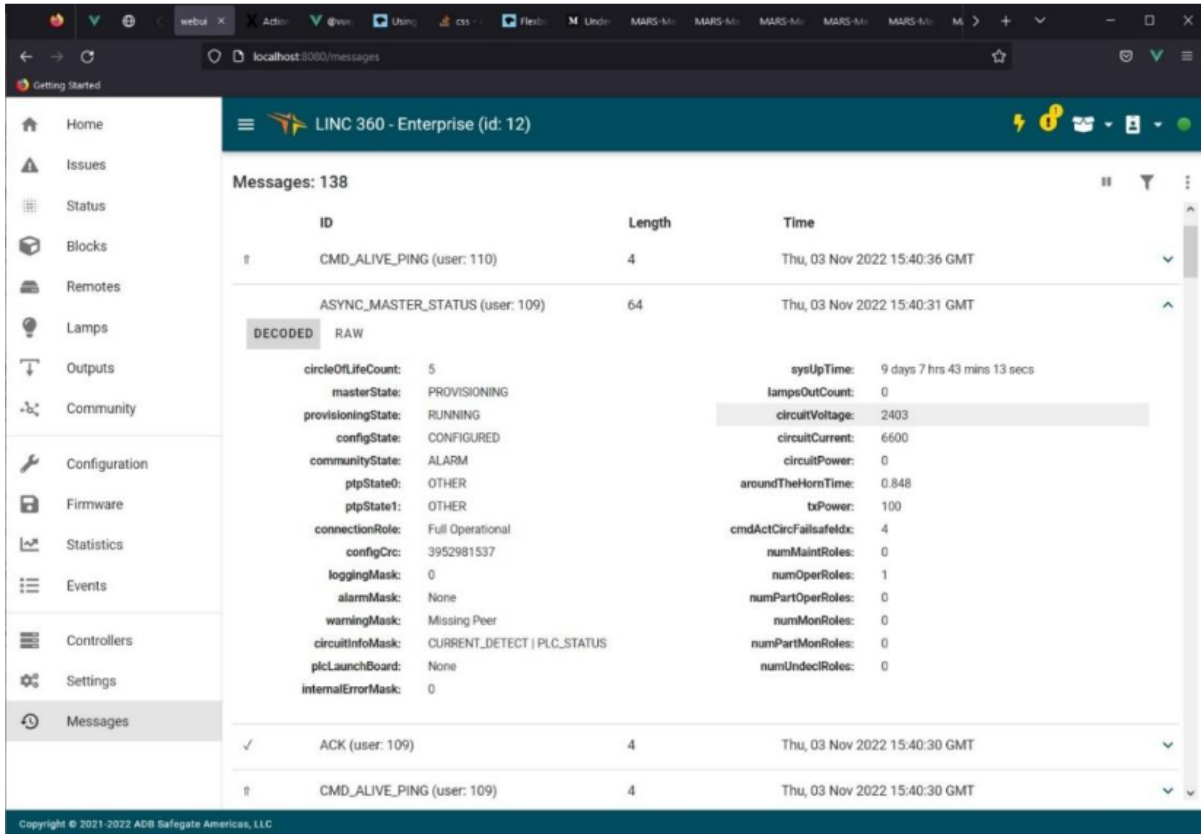 webui
Action
@vue
Using
css -
Flexb
M Unde
MARS-M
MARS-M
MARS-M
MARS-M
MARS-M
M
localhost:8080/messages
Getting Started
Home
Issues
Status
Blocks
Remotes
Lamps
Outputs
Community
Configuration
Firmware
Statistics
Events
Controllers
Settings
Messages
LINC 360 - Enterprise (id: 12)
Messages: 138
ID Length Time
CMD_ALIVE_PING (user: 110) 4 Thu, 03 Nov 2022 15:40:36 GMT
ASYNC_MASTER_STATUS (user: 109) 64 Thu, 03 Nov 2022 15:40:31 GMT
DECODED RAW
circleOfLifeCount: 5
masterState: PROVISIONING
provisioningState: RUNNING
configState: CONFIGURED
communityState: ALARM
ptpState0: OTHER
ptpState1: OTHER
connectionRole: Full Operational
configCrc: 3952981537
loggingMask: 0
alarmMask: None
warningMask: Missing Peer
circuitInfoMask: CURRENT_DETECT | PLC_STATUS
plcLaunchBoard: None
internalErrorMask: 0
sysUpTime: 9 days 7 hrs 43 mins 13 secs
lampsOutCount: 0
circuitVoltage: 2403
circuitCurrent: 6600
circuitPower: 0
aroundTheHornTime: 0.848
txPower: 100
cmdActCircFailsafeIdx: 4
numMaintRoles: 0
numOperRoles: 1
numPartOperRoles: 0
numMonRoles: 0
numPartMonRoles: 0
numUndeclRoles: 0
ACK (user: 109) 4 Thu, 03 Nov 2022 15:40:30 GMT
CMD_ALIVE_PING (user: 109) 4 Thu, 03 Nov 2022 15:40:30 GMT
Copyright © 2021-2022 ADB Safegate Americas, LLC